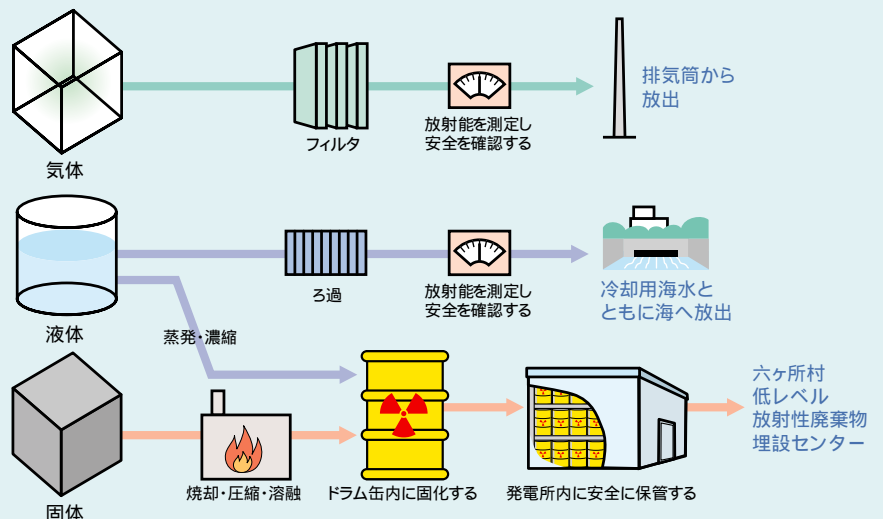 気体
フィルタ
放射能を測定し
安全を確認する
排気筒から
放出
液体
ろ過
放射能を測定し
安全を確認する
冷却用海水と
ともに海へ放出
蒸発・濃縮
固体
焼却・圧縮・溶融
ドラム缶内に固化する
発電所内に安全に保管する
六ヶ所村
低レベル
放射性廃棄物
埋設センター